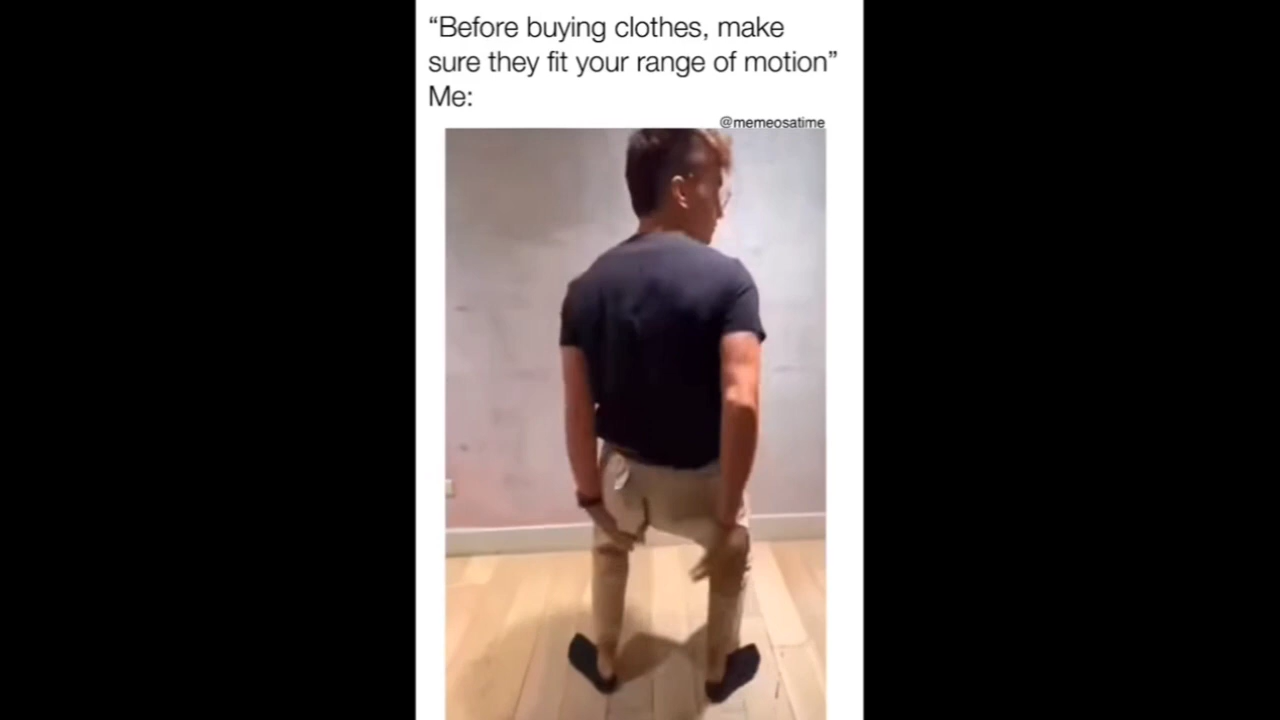 “Before buying clothes, make
sure they fit your range of motion”
Me:
@memeosatime